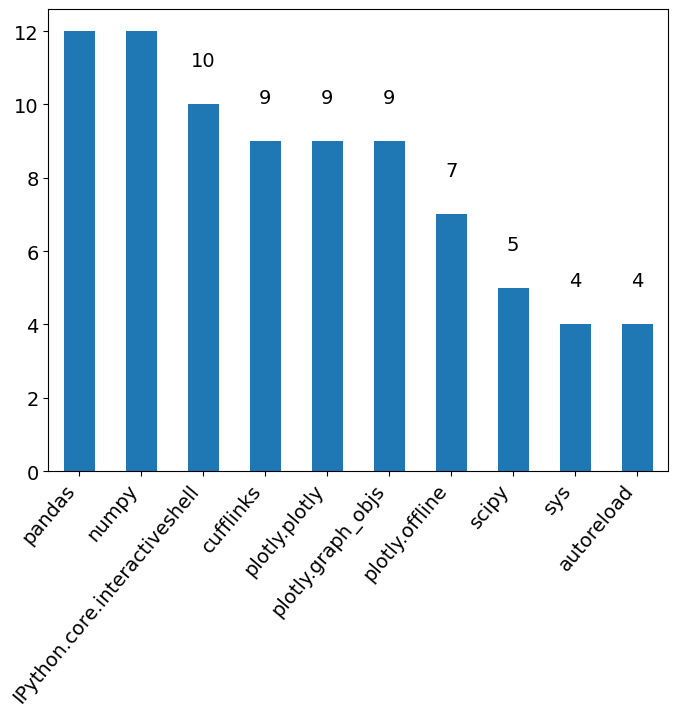 12
10
8
6
4
2
0
10
9
9
9
7
5
4
4
pandas
numpy
IPython.core.interactiveshell
cufflinks
plotly.plotly
plotly.graph_objs
plotly.offline
scipy
sys
autoreload